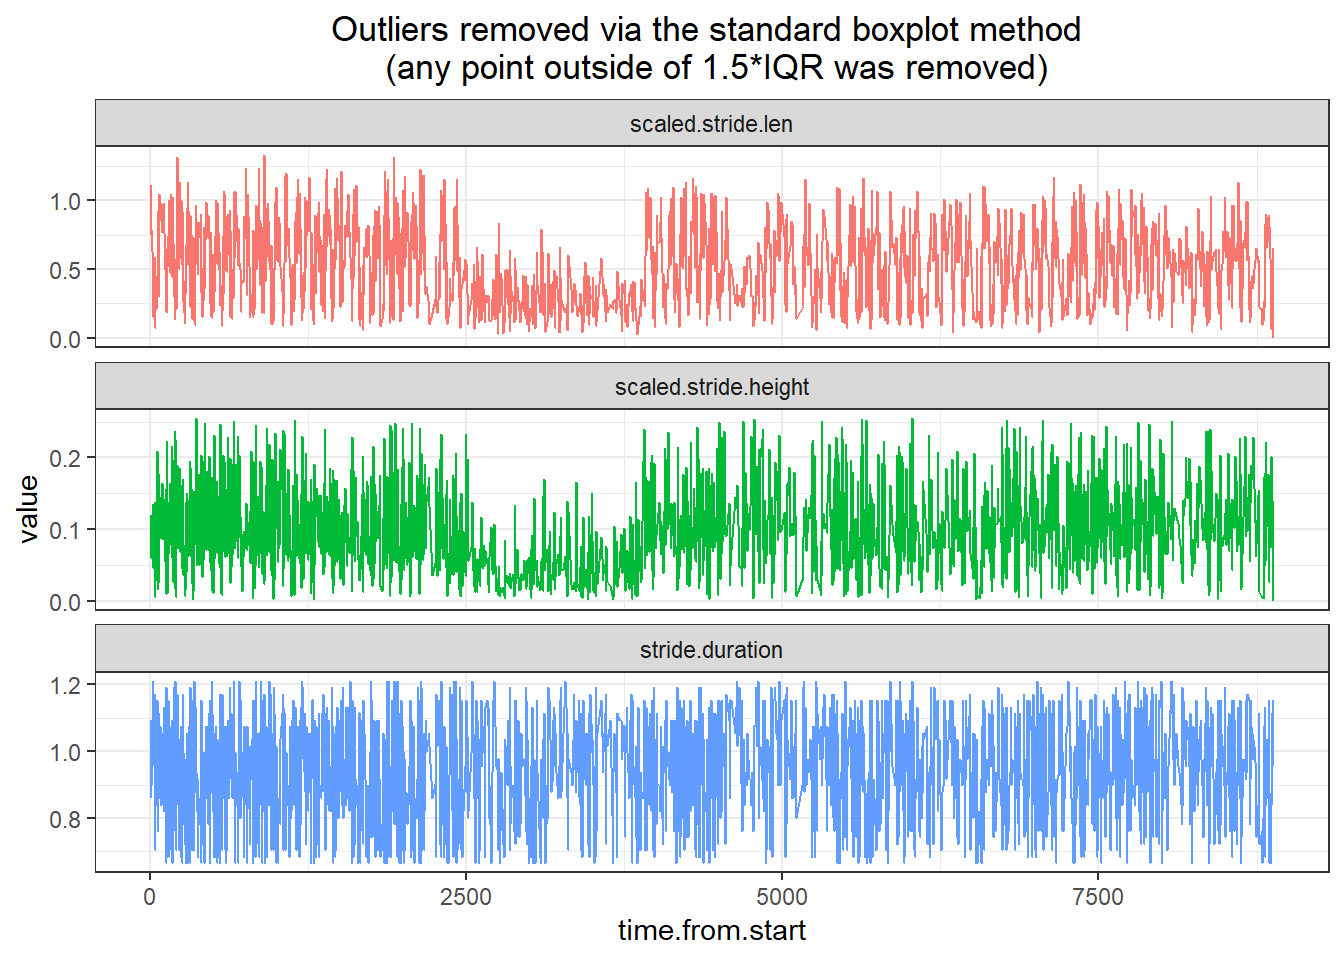 Outliers removed via the standard boxplot method
(any point outside of 1.5*IQR was removed)
scaled.stride.len
1.0
0.5
0.0
scaled.stride.height
0.2
0.1
0.0
value
stride.duration
1.2
1.0
0.8
0 2500 5000 7500
time.from.start